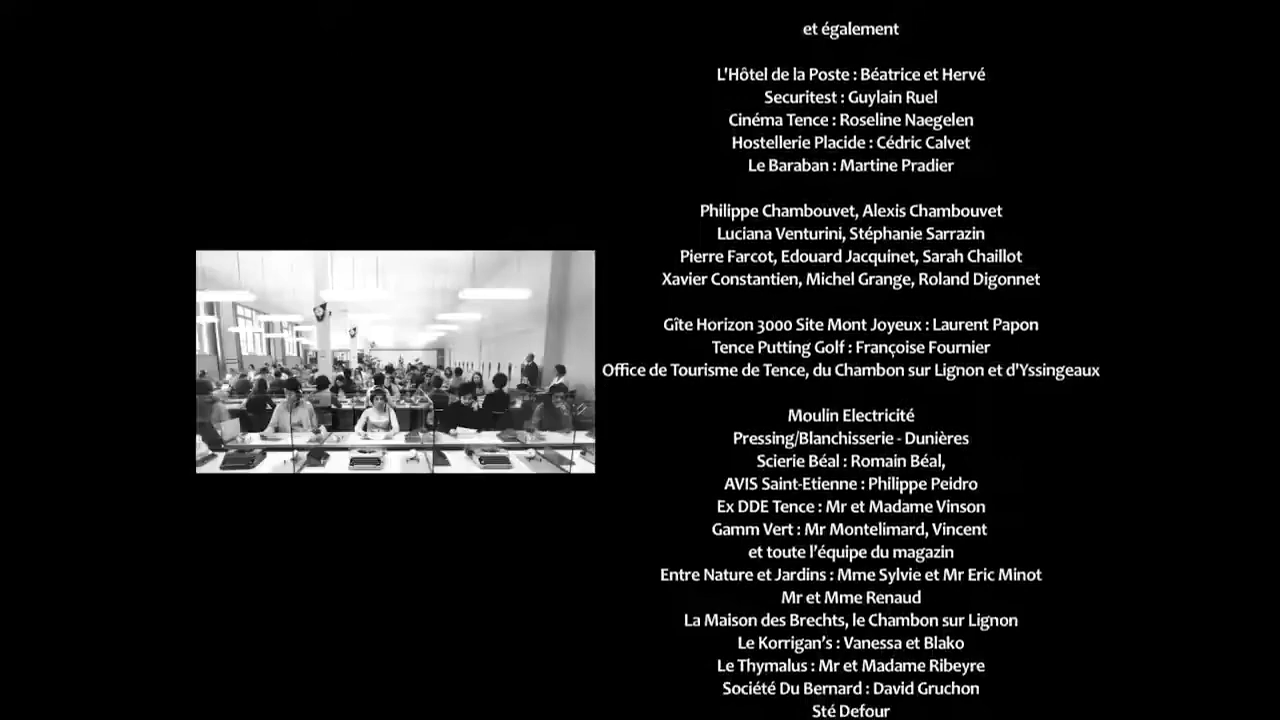 et également
L'Hôtel de la Poste : Béatrice et Hervé
Securitest : Guylain Ruel
Cinéma Tence : Roseline Naegelen
Hostellerie Placide : Cédric Calvet
Le Baraban : Martine Pradier
Philippe Chambouvet, Alexis Chambouvet
Luciana Venturini, Stéphanie Sarrazin
Pierre Farcot, Edouard Jacquinet, Sarah Chaillot
Xavier Constantien, Michel Grange, Roland Digonnet
Gîte Horizon 3000 Site Mont Joyeux : Laurent Papon
Tence Putting Golf : Françoise Fournier
Office de Tourisme de Tence, du Chambon sur Lignon et d'Yssingeaux
Moulin Electricité
Pressing/Blanchisserie - Dunières
Scierie Béal : Romain Béal,
AVIS Saint-Etienne : Philippe Peidro
Ex DDE Tence : Mr et Madame Vinson
Gamm Vert : Mr Montelimard, Vincent
et toute l’équipe du magazin
Entre Nature et Jardins : Mme Sylvie et Mr Eric Minot
Mr et Mme Renaud
La Maison des Brechts, le Chambon sur Lignon
Le Korrigan’s : Vanessa et Blako
Le Thymalus : Mr et Madame Ribeyre
Société Du Bernard : David Gruchon
Sté Defour